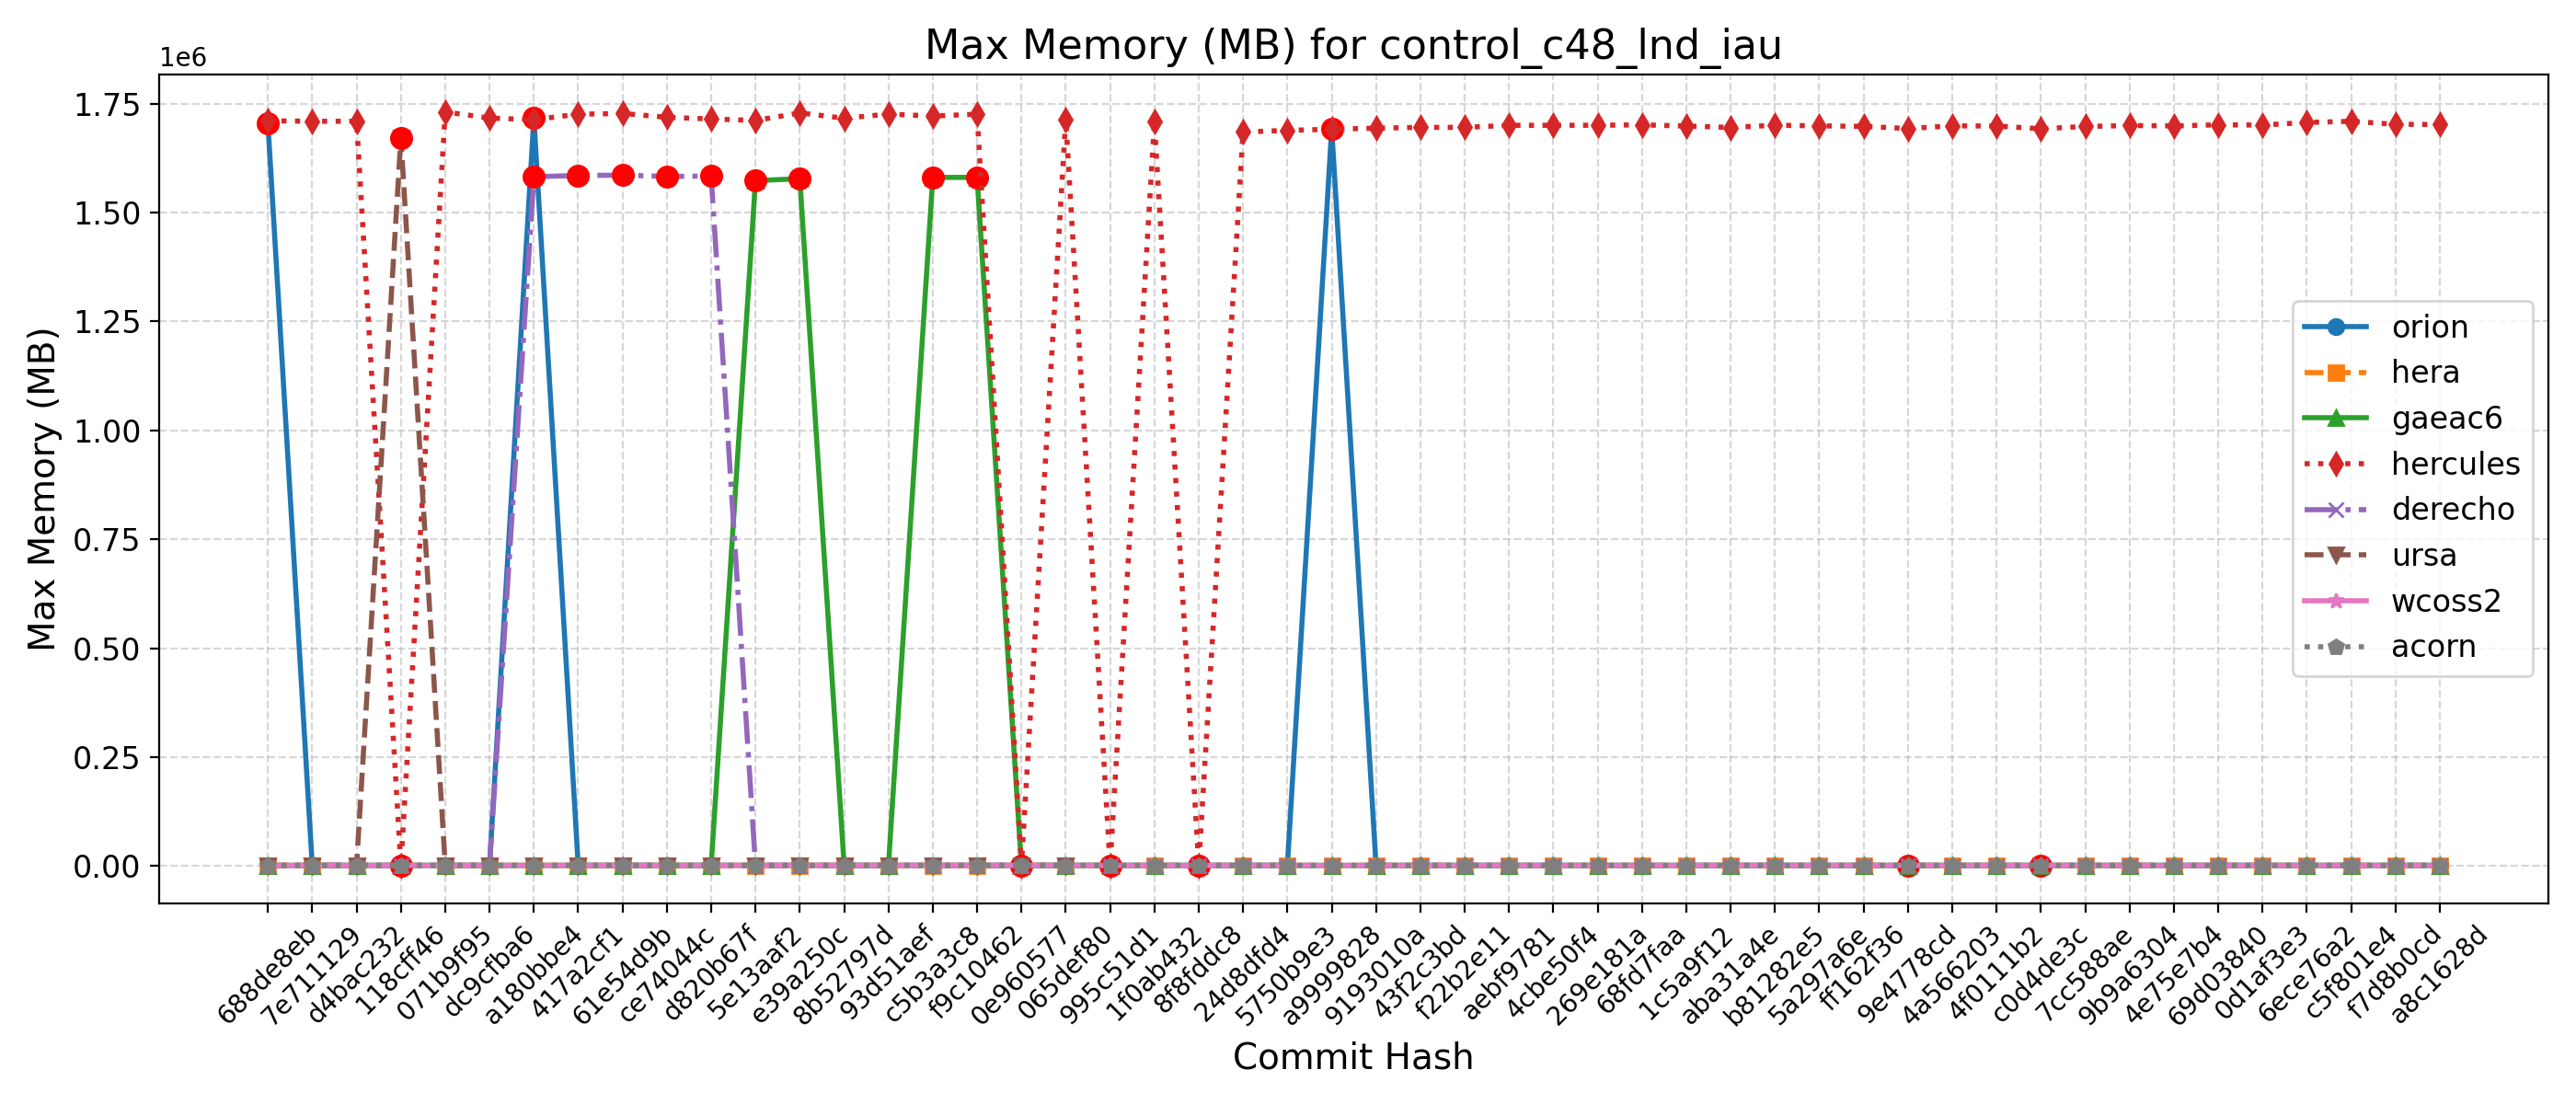 Max Memory (MB) for control_c48_lnd_iau
1e6
1.75
1.50
1.25
1.00
0.75
0.50
0.25
0.00
Max Memory (MB)
orion
hera
gaeac6
hercules
derecho
ursa
wcoss2
acorn
688de8eb
7e711129
d4bac232
118cff46
071b9f95
dc9cfba6
a180bbe4
417a2cf1
61e54d9b
ce74044c
d820b67f
5e13aaf2
e39a250c
8b52797d
93d51aef
c5b3a3c8
f9c10462
0e960577
065def80
995c51d1
1f0ab432
8f8fddc8
24d8dfd4
5750b9e3
a9999828
9193010a
43f2c3bd
f22b2e11
aebf9781
4cbe50f4
269e181a
68fd7faa
1c5a9f12
aba31a4e
b81282e5
5a297a6e
ff162f36
9e4778cd
4a566203
4f0111b2
c0d4de3c
7cc588ae
9b9a6304
4e75e7b4
69d03840
0d1af3e3
6ece76a2
c5f801e4
f7d8b0cd
a8c1628d
Commit Hash